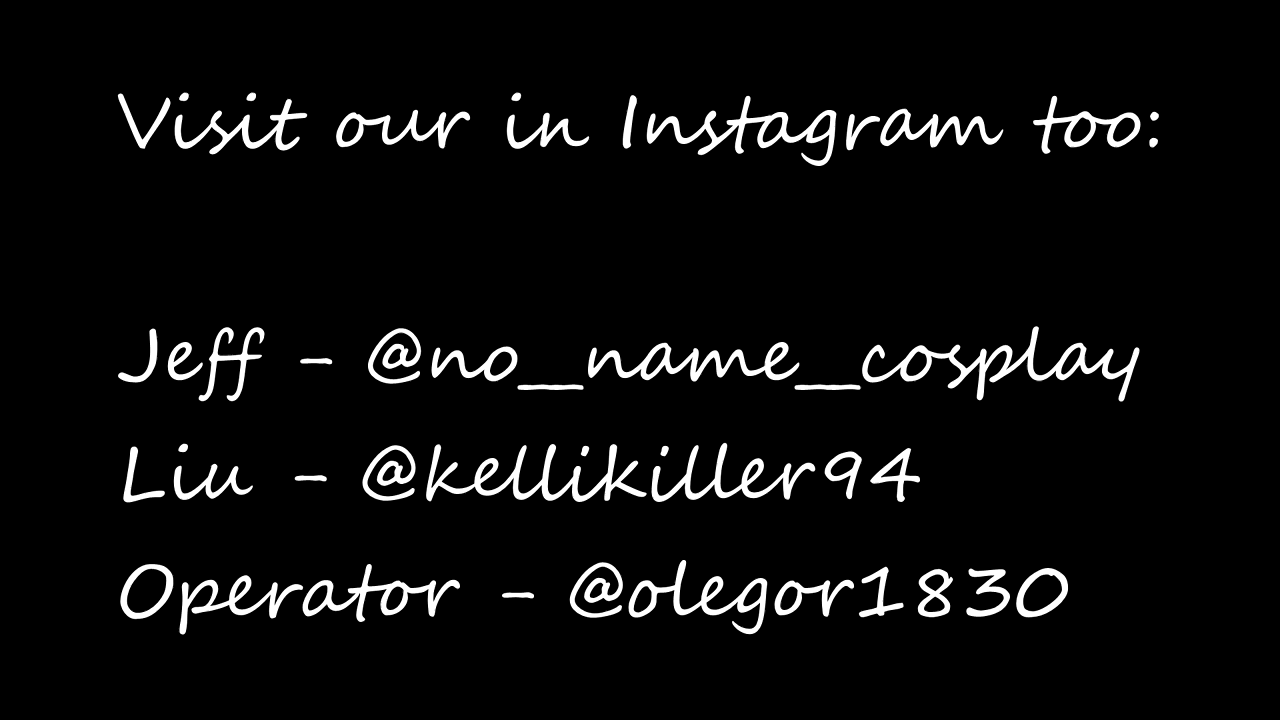 Visit our in Instagram too:
Jeff - @no_name_cosplay
Liu - @kellikiller94
Operator - @olegor1830